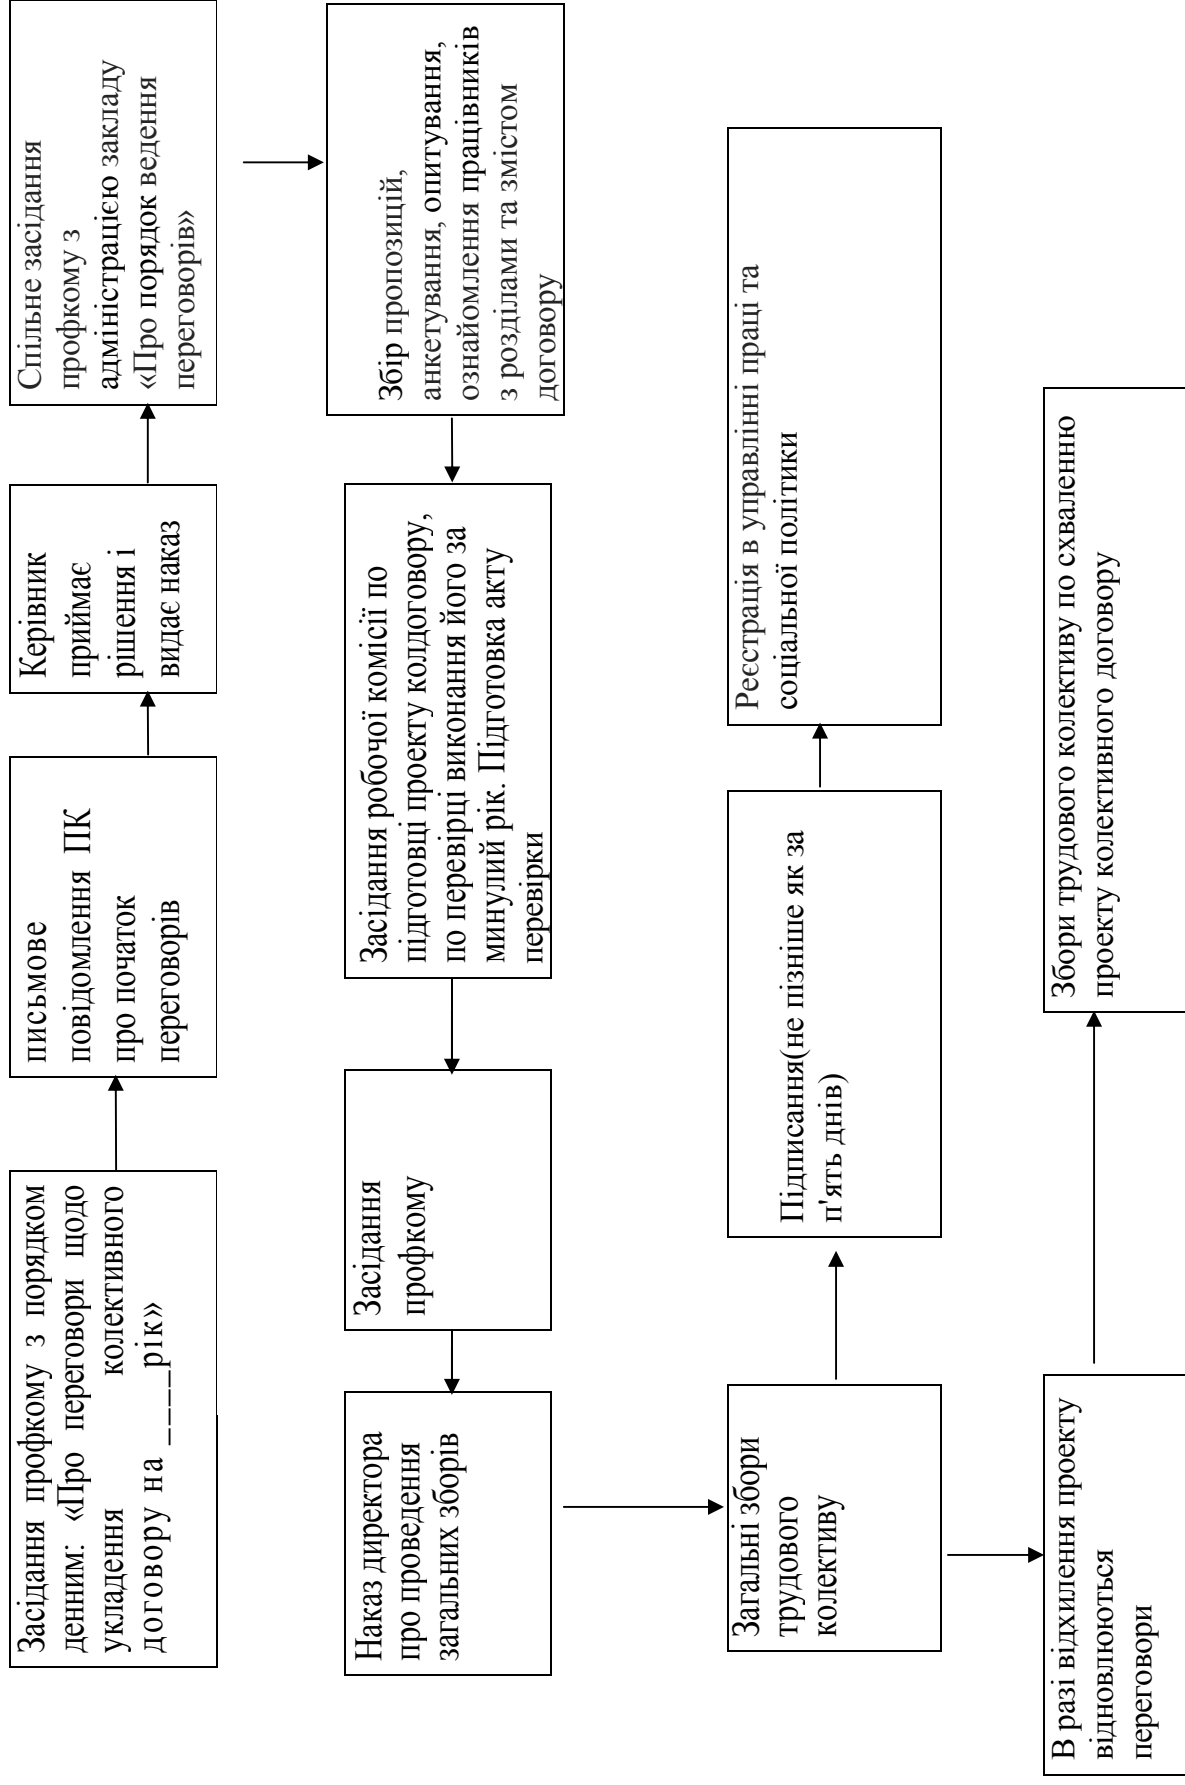 Засідання профкому з порядком
денним: «Про переговори щодо
укладення колективного
договору на ____рік»
письмове
повідомлення ПК
про початок
переговорів
Керівник
приймає
рішення і
видає наказ
Спільне засідання
профкому з
адміністрацією закладу
«Про порядок ведення
переговорів»
Збір пропозицій,
анкетування, опитування,
ознайомлення працівників
з розділами та змістом
договору
Засідання робочої комісії по
підготовці проекту колдоговору,
по перевірці виконання його за
минулий рік. Підготовка акту
перевірки
Засідання
профкому
Наказ директора
про проведення
загальних зборів
Загальні збори
трудового
колективу
Підписання(не пізніше як за
п'ять днів)
Реєстрація в управлінні праці та
соціальної політики
В разі відхилення проекту
відновлюються
переговори
Збори трудового колективу по схваленню
проекту колективного договору